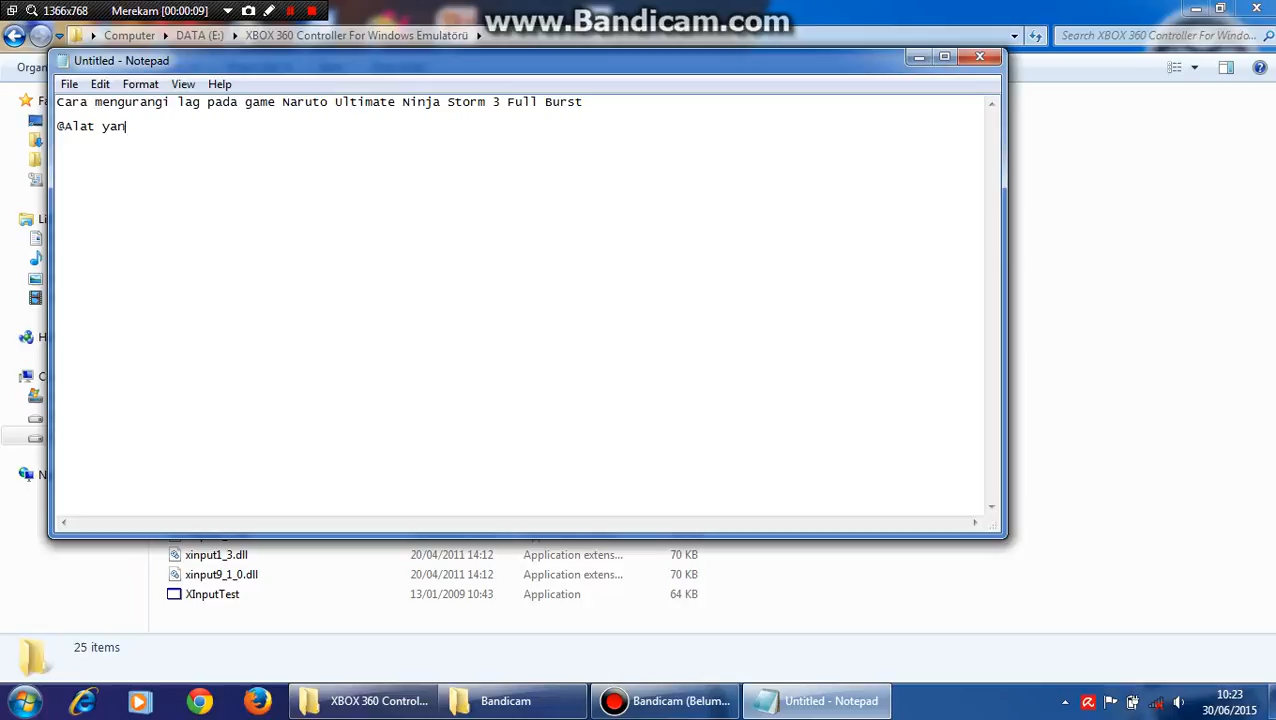 1366x768 Merekam [00:00:09]
www.Bandicam.com
Computer DATA (E:) XBOX 360 Controller For Windows Emulatörü Search XBOX 360 Controller For Windo...
Organ
Untitled - Notepad
File Edit Format View Help
Cara mengurangi lag pada game Naruto Ultimate Ninja Storm 3 Full Burst
@Alat yan
Fa
Li
H
C
N
xinput1_3.dll 20/04/2011 14:12 Application extens... 70 KB
xinput9_1_0.dll 20/04/2011 14:12 Application extens... 70 KB
XInputTest 13/01/2009 10:43 Application 64 KB
25 items
XBOX 360 Control... Bandicam Bandicam (Belum... Untitled - Notepad
10:23
30/06/2015